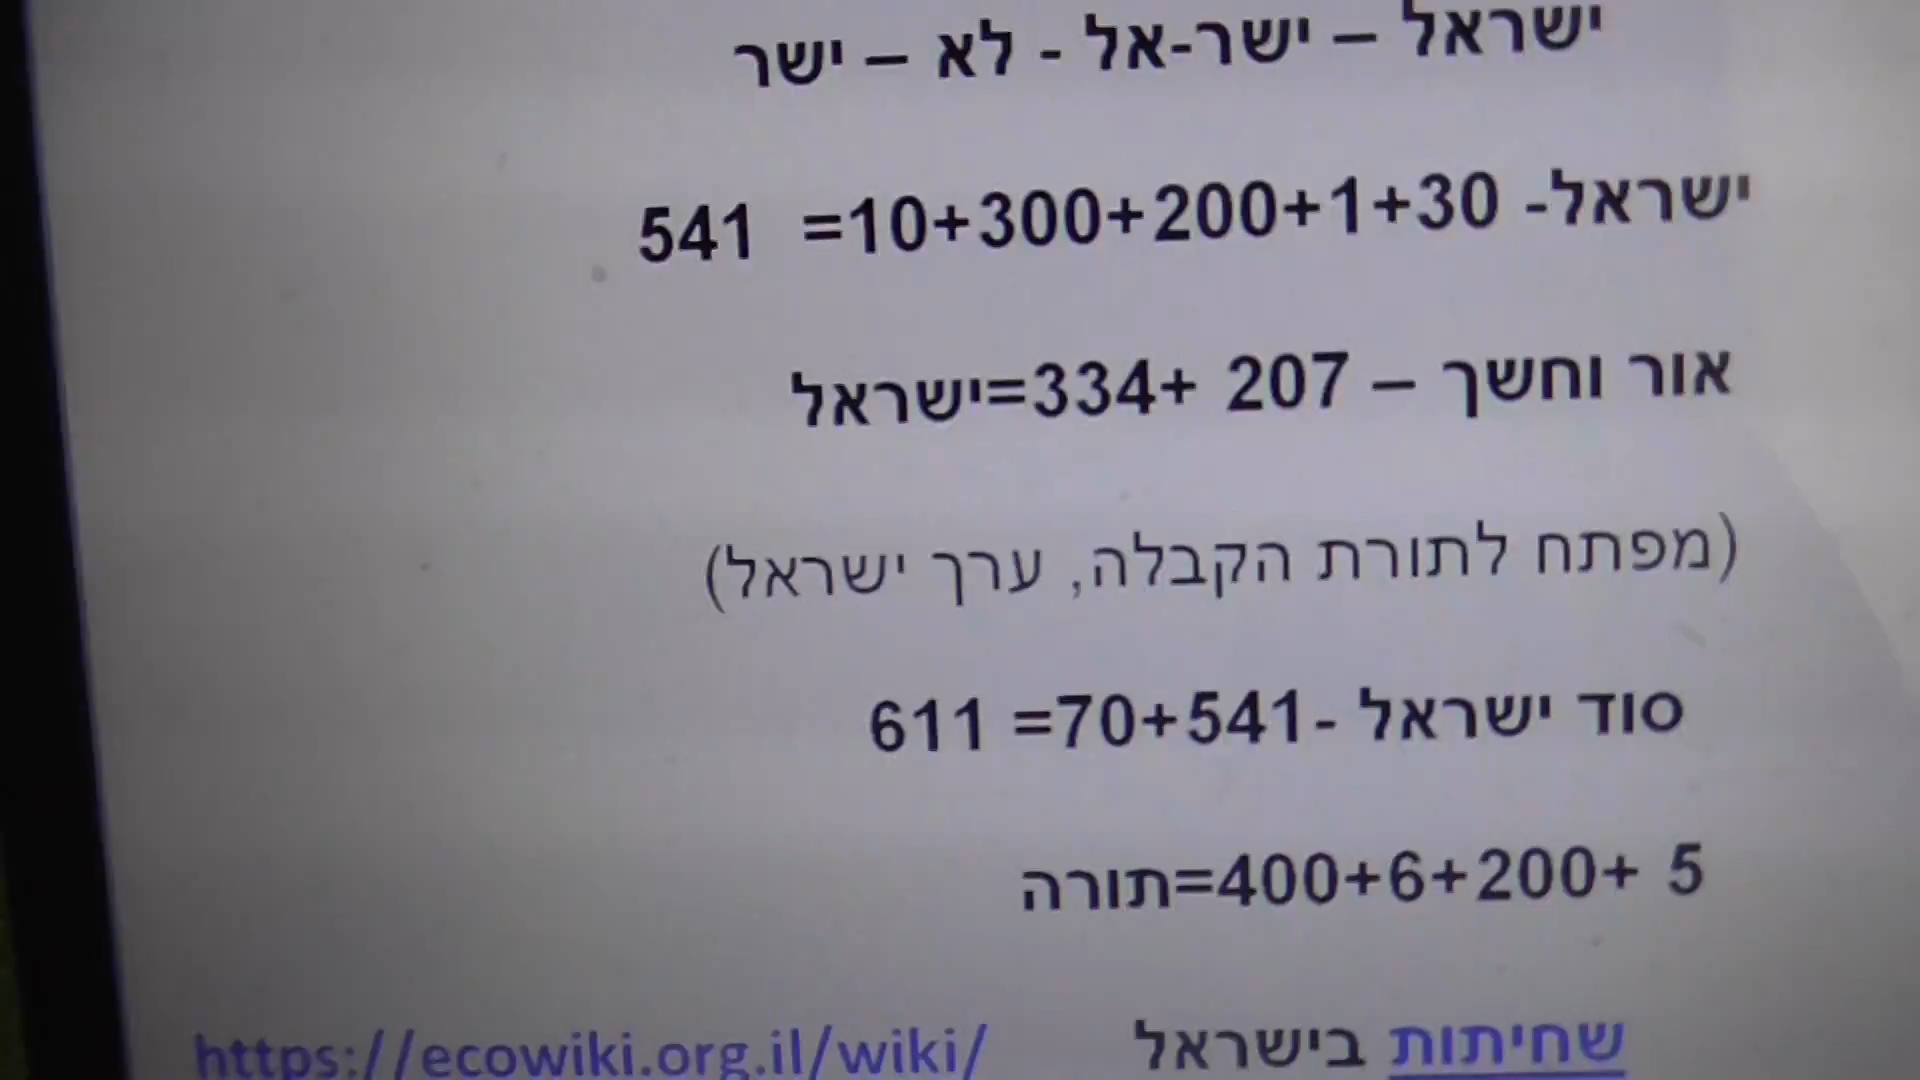 ישראל – ישר-אל - לא – ישר
ישראל- 30+1+200+300+10= 541
אור וחשך – 207 +334=ישראל
(מפתח לתורת הקבלה, ערך ישראל)
סוד ישראל -541+70= 611
5 +200+6+400=תורה
שחיתות בישראל https://ecowiki.org.il/wiki/